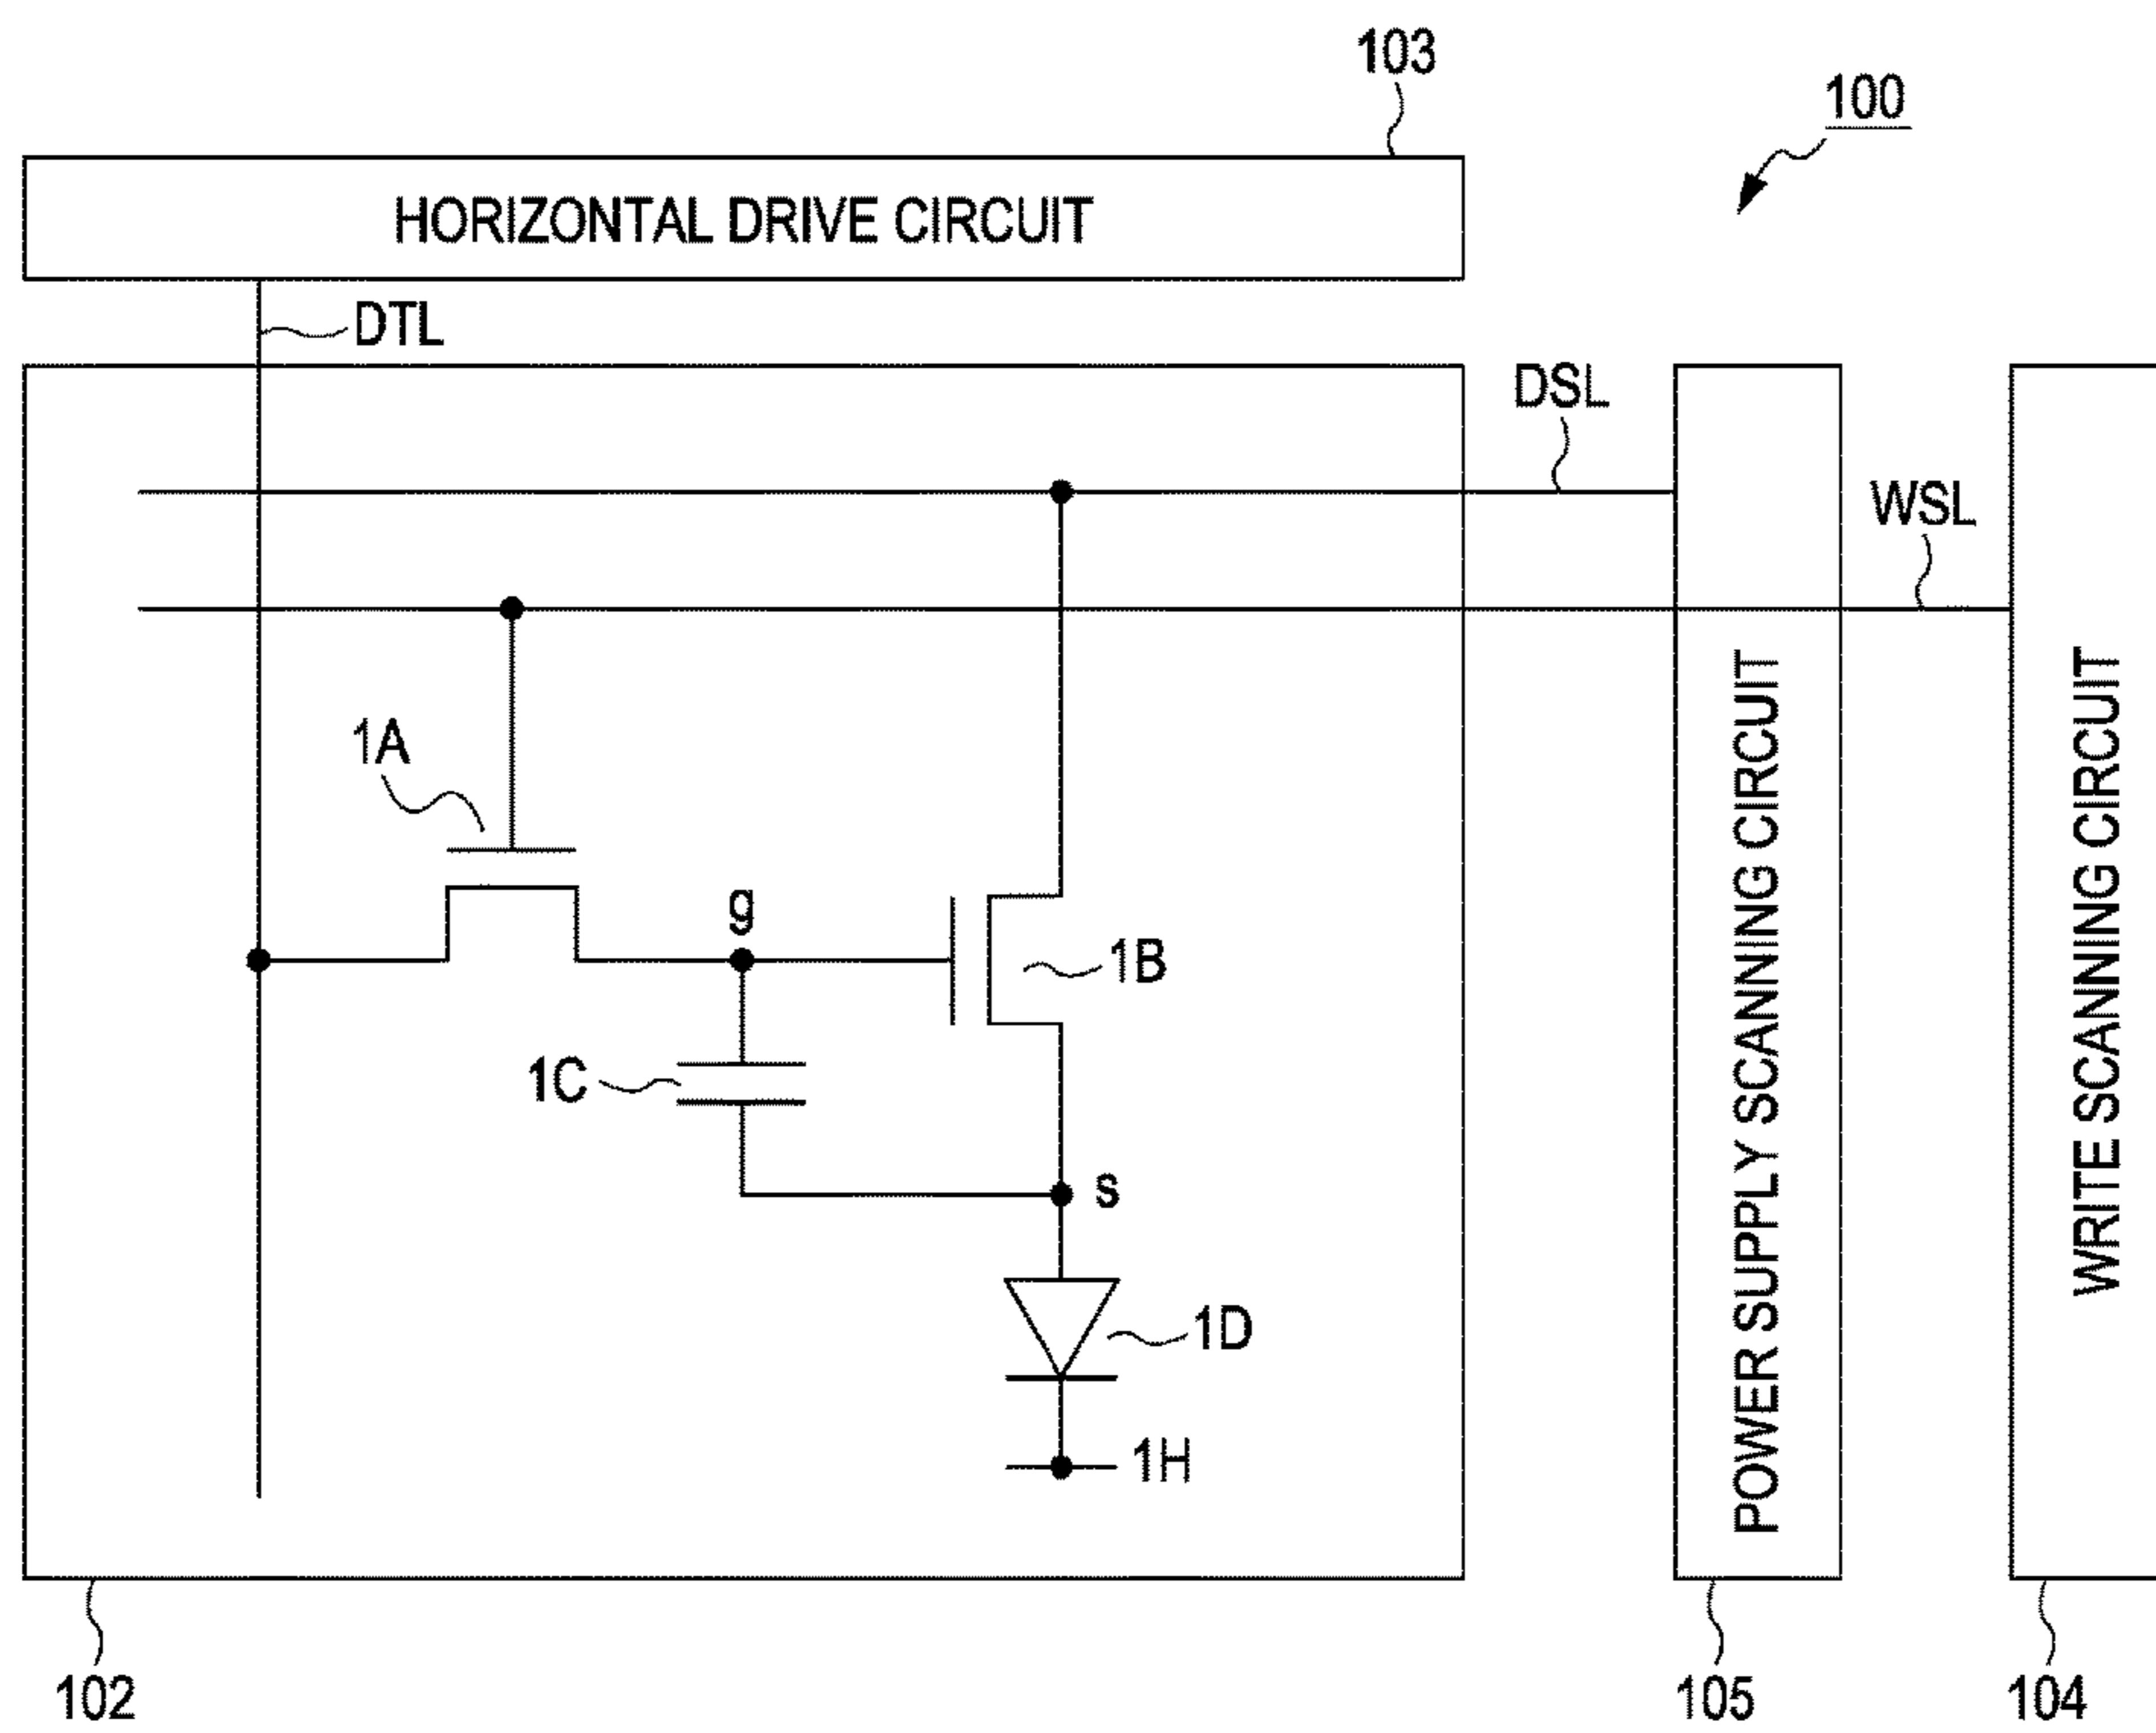 103
100
HORIZONTAL DRIVE CIRCUIT
DTL
DSL
WSL
1A
g
1B
1C
s
1D
1H
POWER SUPPLY SCANNING CIRCUIT
WRITE SCANNING CIRCUIT
102
105
104